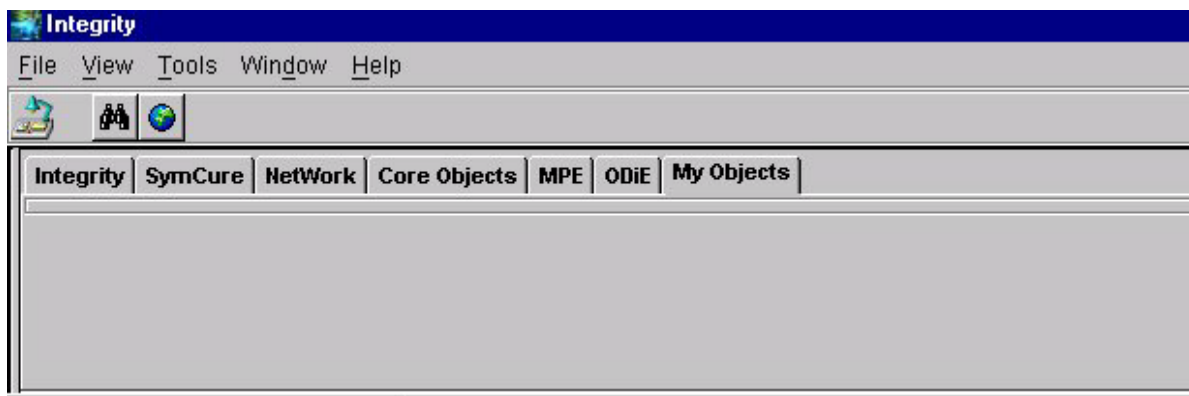 Integrity
File View Tools Window Help
Integrity SymCure NetWork Core Objects MPE ODiE My Objects